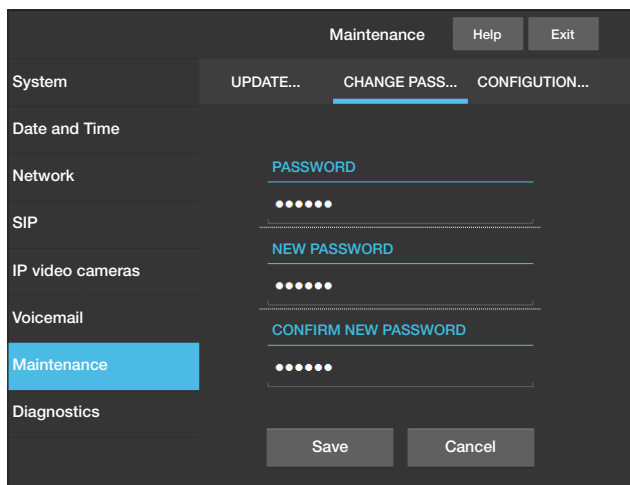 Maintenance
Help
Exit
System
Date and Time
Network
SIP
IP video cameras
Voicemail
Maintenance
Diagnostics
UPDATE...
CHANGE PASS...
CONFIGUTION...
PASSWORD
●●●●●●
NEW PASSWORD
●●●●●●
CONFIRM NEW PASSWORD
●●●●●●
Save
Cancel